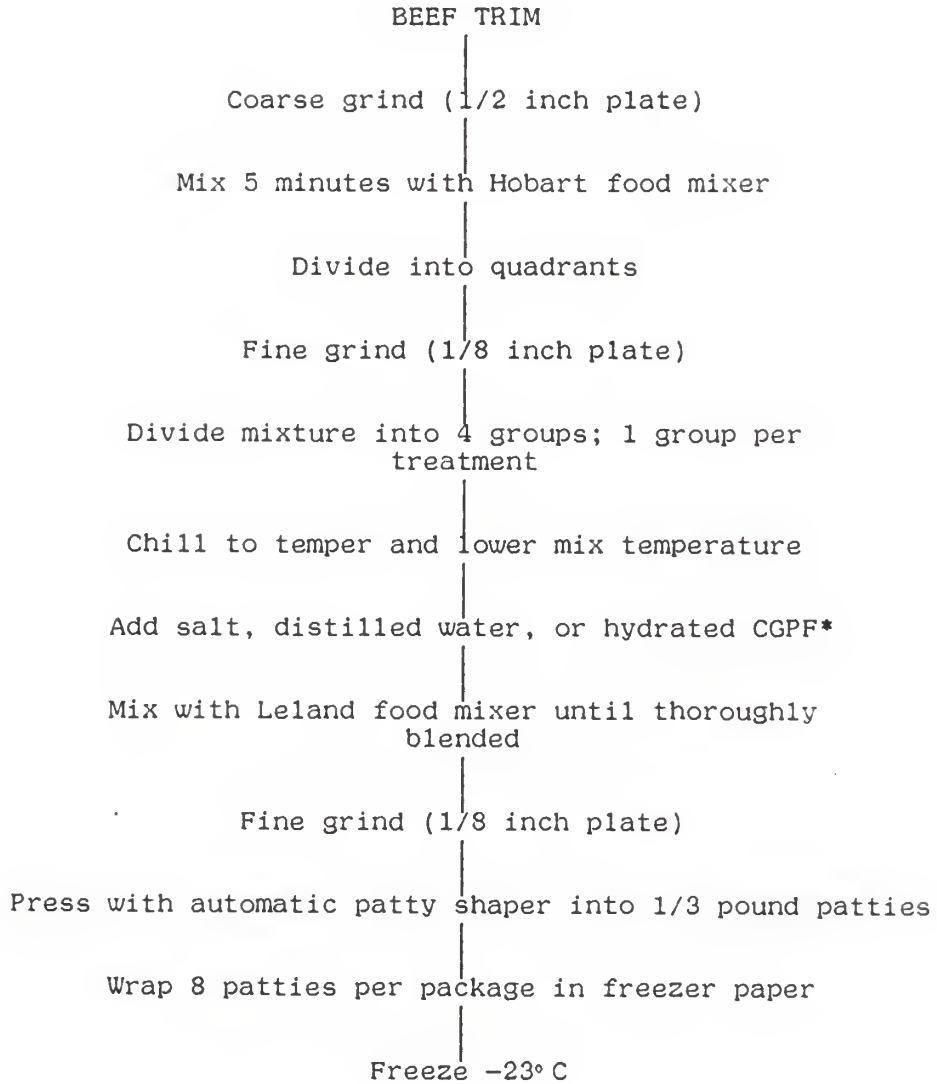 BEEF TRIM
Coarse grind (1/2 inch plate)
Mix 5 minutes with Hobart food mixer
Divide into quadrants
Fine grind (1/8 inch plate)
Divide mixture into 4 groups; 1 group per
treatment
Chill to temper and lower mix temperature
Add salt, distilled water, or hydrated CGPF*
Mix with Leland food mixer until thoroughly
blended
Fine grind (1/8 inch plate)
Press with automatic patty shaper into 1/3 pound patties
Wrap 8 patties per package in freezer paper
Freeze -23° C